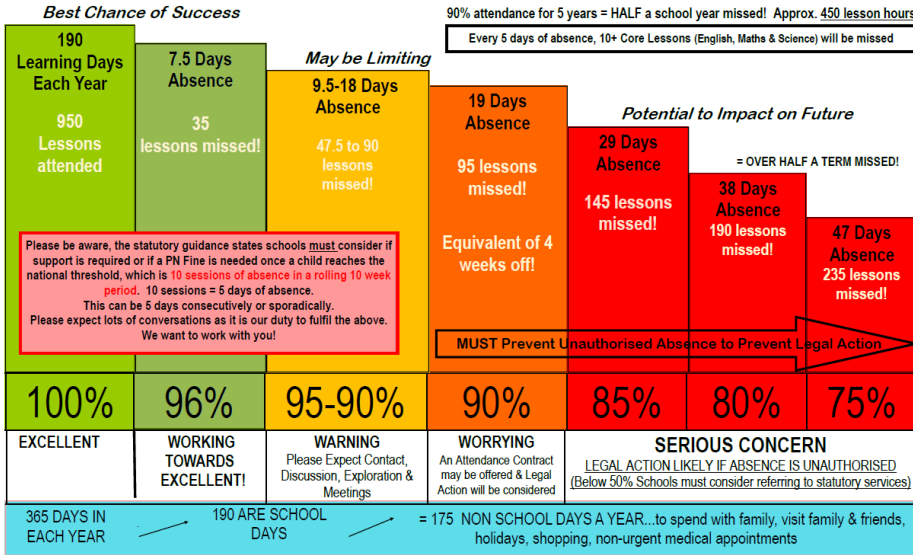 Best Chance of Success
90% attendance for 5 years = HALF a school year missed! Approx. 450 lesson hours
Every 5 days of absence, 10+ Core Lessons (English, Maths & Science) will be missed
190
Learning Days
Each Year
950
Lessons
attended
7.5 Days
Absence
35
lessons missed!
May be Limiting
9.5-18 Days
Absence
47.5 to 90
lessons
missed!
19 Days
Absence
95 lessons
missed!
Equivalent of 4
weeks off!
Potential to Impact on Future
29 Days
Absence
145 lessons
missed!
= OVER HALF A TERM MISSED!
38 Days
Absence
190 lessons
missed!
47 Days
Absence
235 lessons
missed!
Please be aware, the statutory guidance states schools must consider if
support is required or if a PN Fine is needed once a child reaches the
national threshold, which is 10 sessions of absence in a rolling 10 week
period. 10 sessions = 5 days of absence.
This can be 5 days consecutively or sporadically.
Please expect lots of conversations as it is our duty to fulfil the above.
We want to work with you!
MUST Prevent Unauthorised Absence to Prevent Legal Action
100%
96%
95-90%
90%
85%
80%
75%
EXCELLENT
WORKING
TOWARDS
EXCELLENT!
WARNING
Please Expect Contact,
Discussion, Exploration &
Meetings
WORRYING
An Attendance Contract
may be offered & Legal
Action will be considered
SERIOUS CONCERN
LEGAL ACTION LIKELY IF ABSENCE IS UNAUTHORISED
(Below 50% Schools must consider referring to statutory services)
365 DAYS IN
EACH YEAR
190 ARE SCHOOL
DAYS
= 175 NON SCHOOL DAYS A YEAR...to spend with family, visit family & friends,
holidays, shopping, non-urgent medical appointments